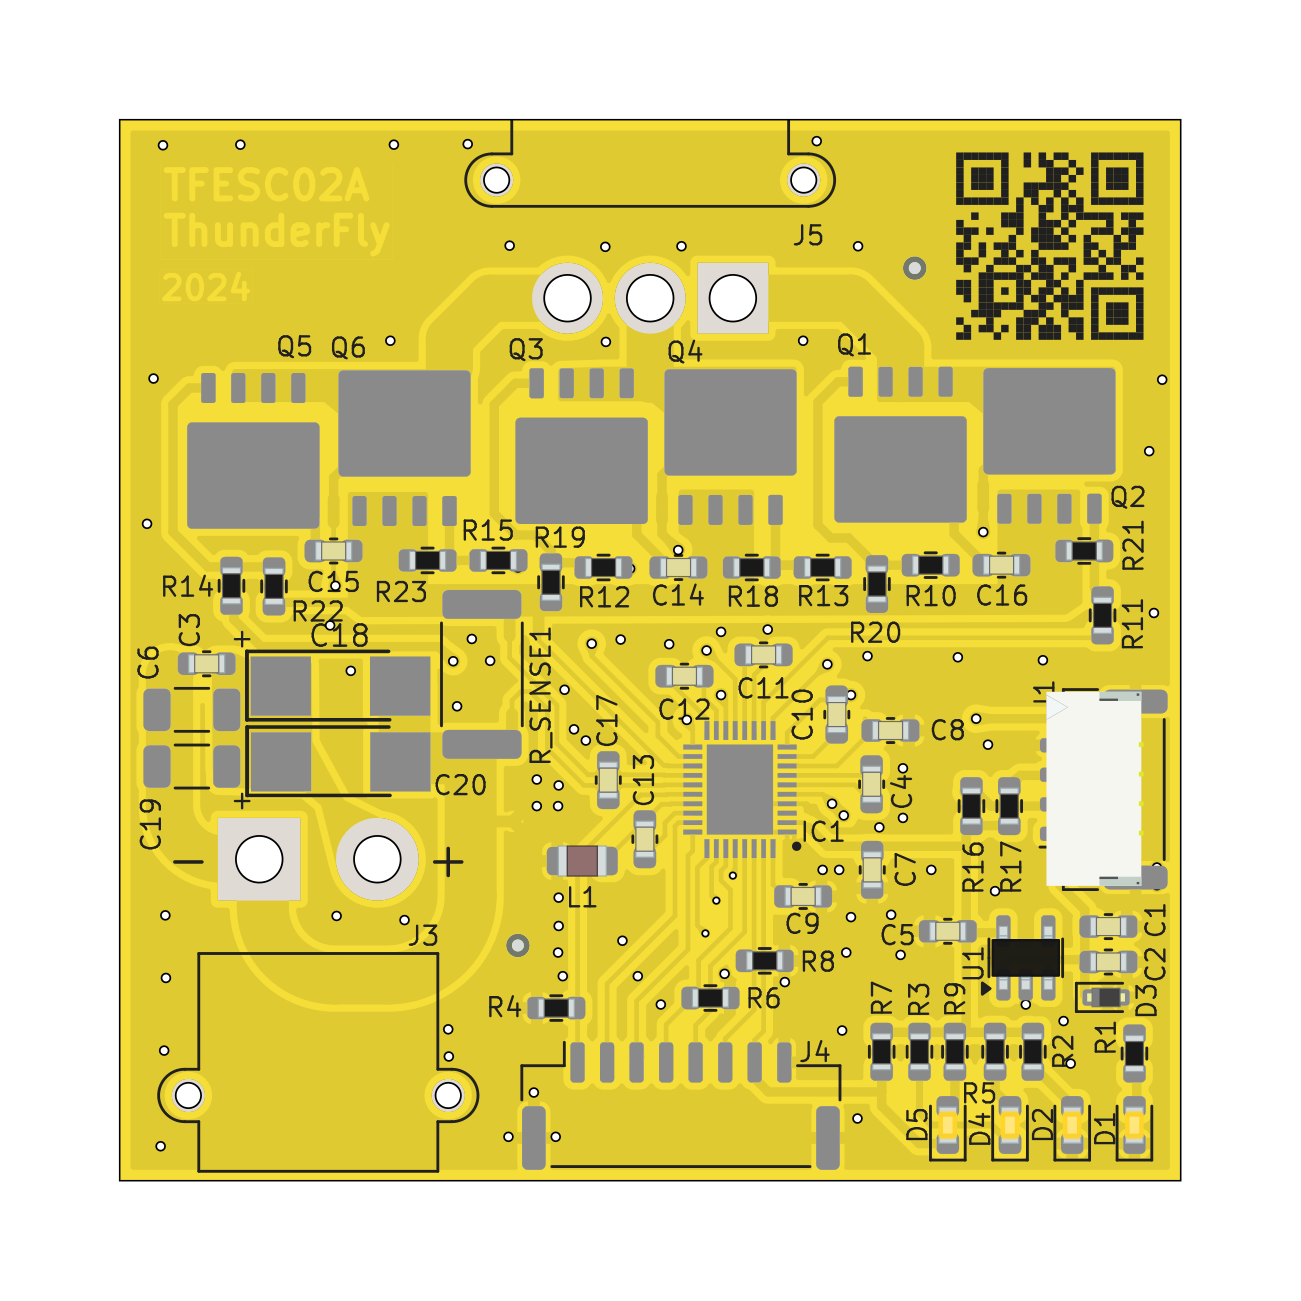 TFESC02A
ThunderFly
2024
J5
Q5 Q6 Q3 Q4 Q1
Q2
R15 R19 R21
R14 C15 R23 R12 C14 R18 R13 R10 C16
R22 R20 R11
C3 + C18
C6 R_SENSE1 C12 C11 C10 J1
C17 C8
C13 C20 C4
C19 + IC1
− + R16 R17
L1 C7
C9
J3 C5 C1
U1 C2
R8
R4 R6 R7 R3 R9 D3
J4 R2 R1
R5
D5 D4 D2 D1